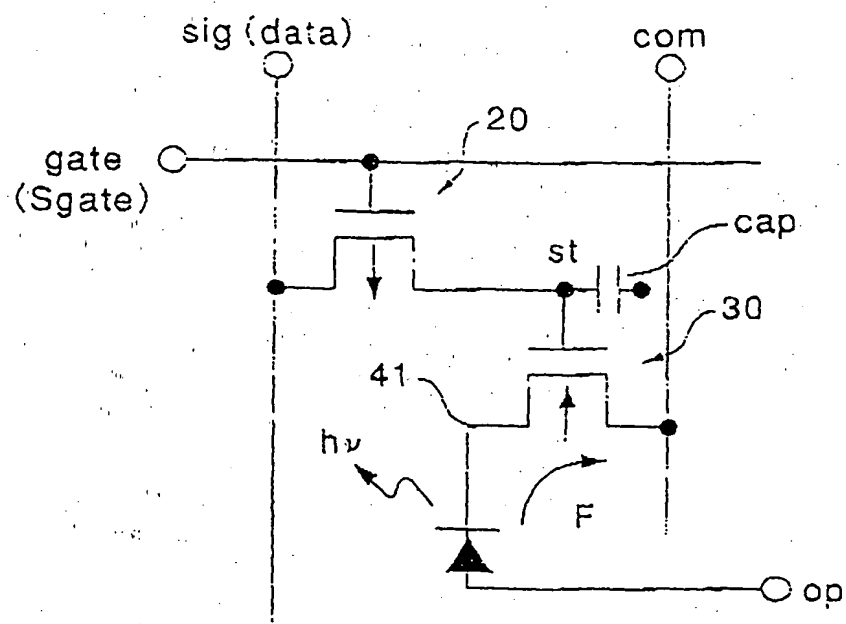 sig (data)
com
20
gate
(Sgate)
cap
st
30
41
hν
F
op